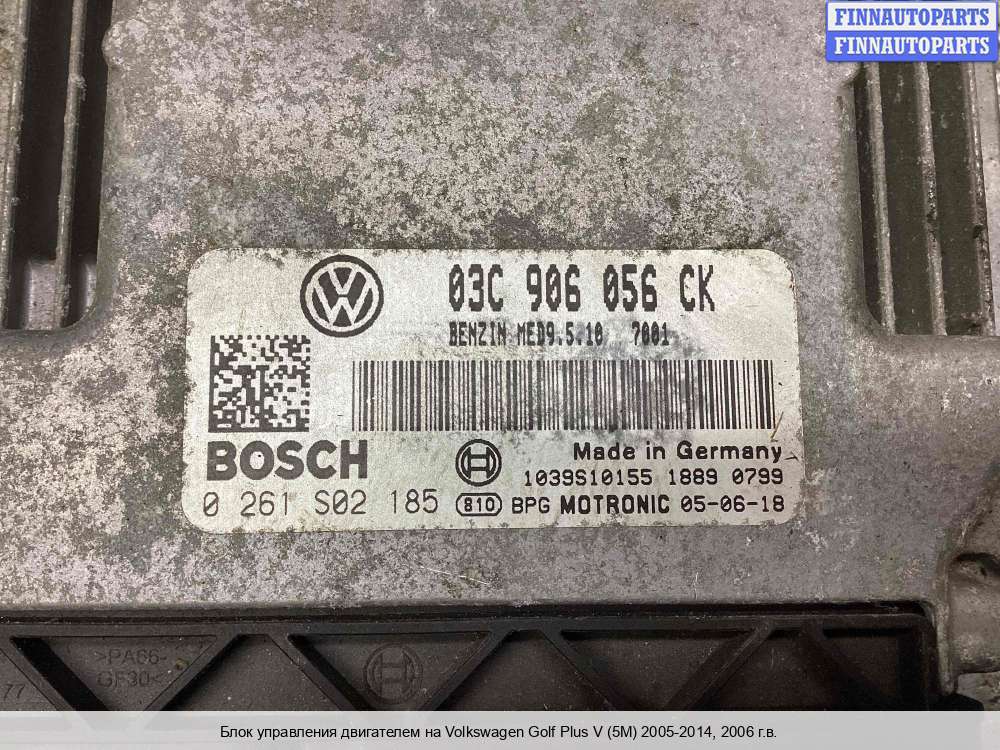 FINNAUTOPARTS
FINNAUTOPARTS
03C 906 056 CK
BENZIN MED9.5.10 7001
BOSCH
Made in Germany
1039S10155 1889 0799
0 261 S02 185 810 BPG MOTRONIC 05-06-18
>PA66-
GF30<
77
Блок управления двигателем на Volkswagen Golf Plus V (5M) 2005-2014, 2006 г.в.